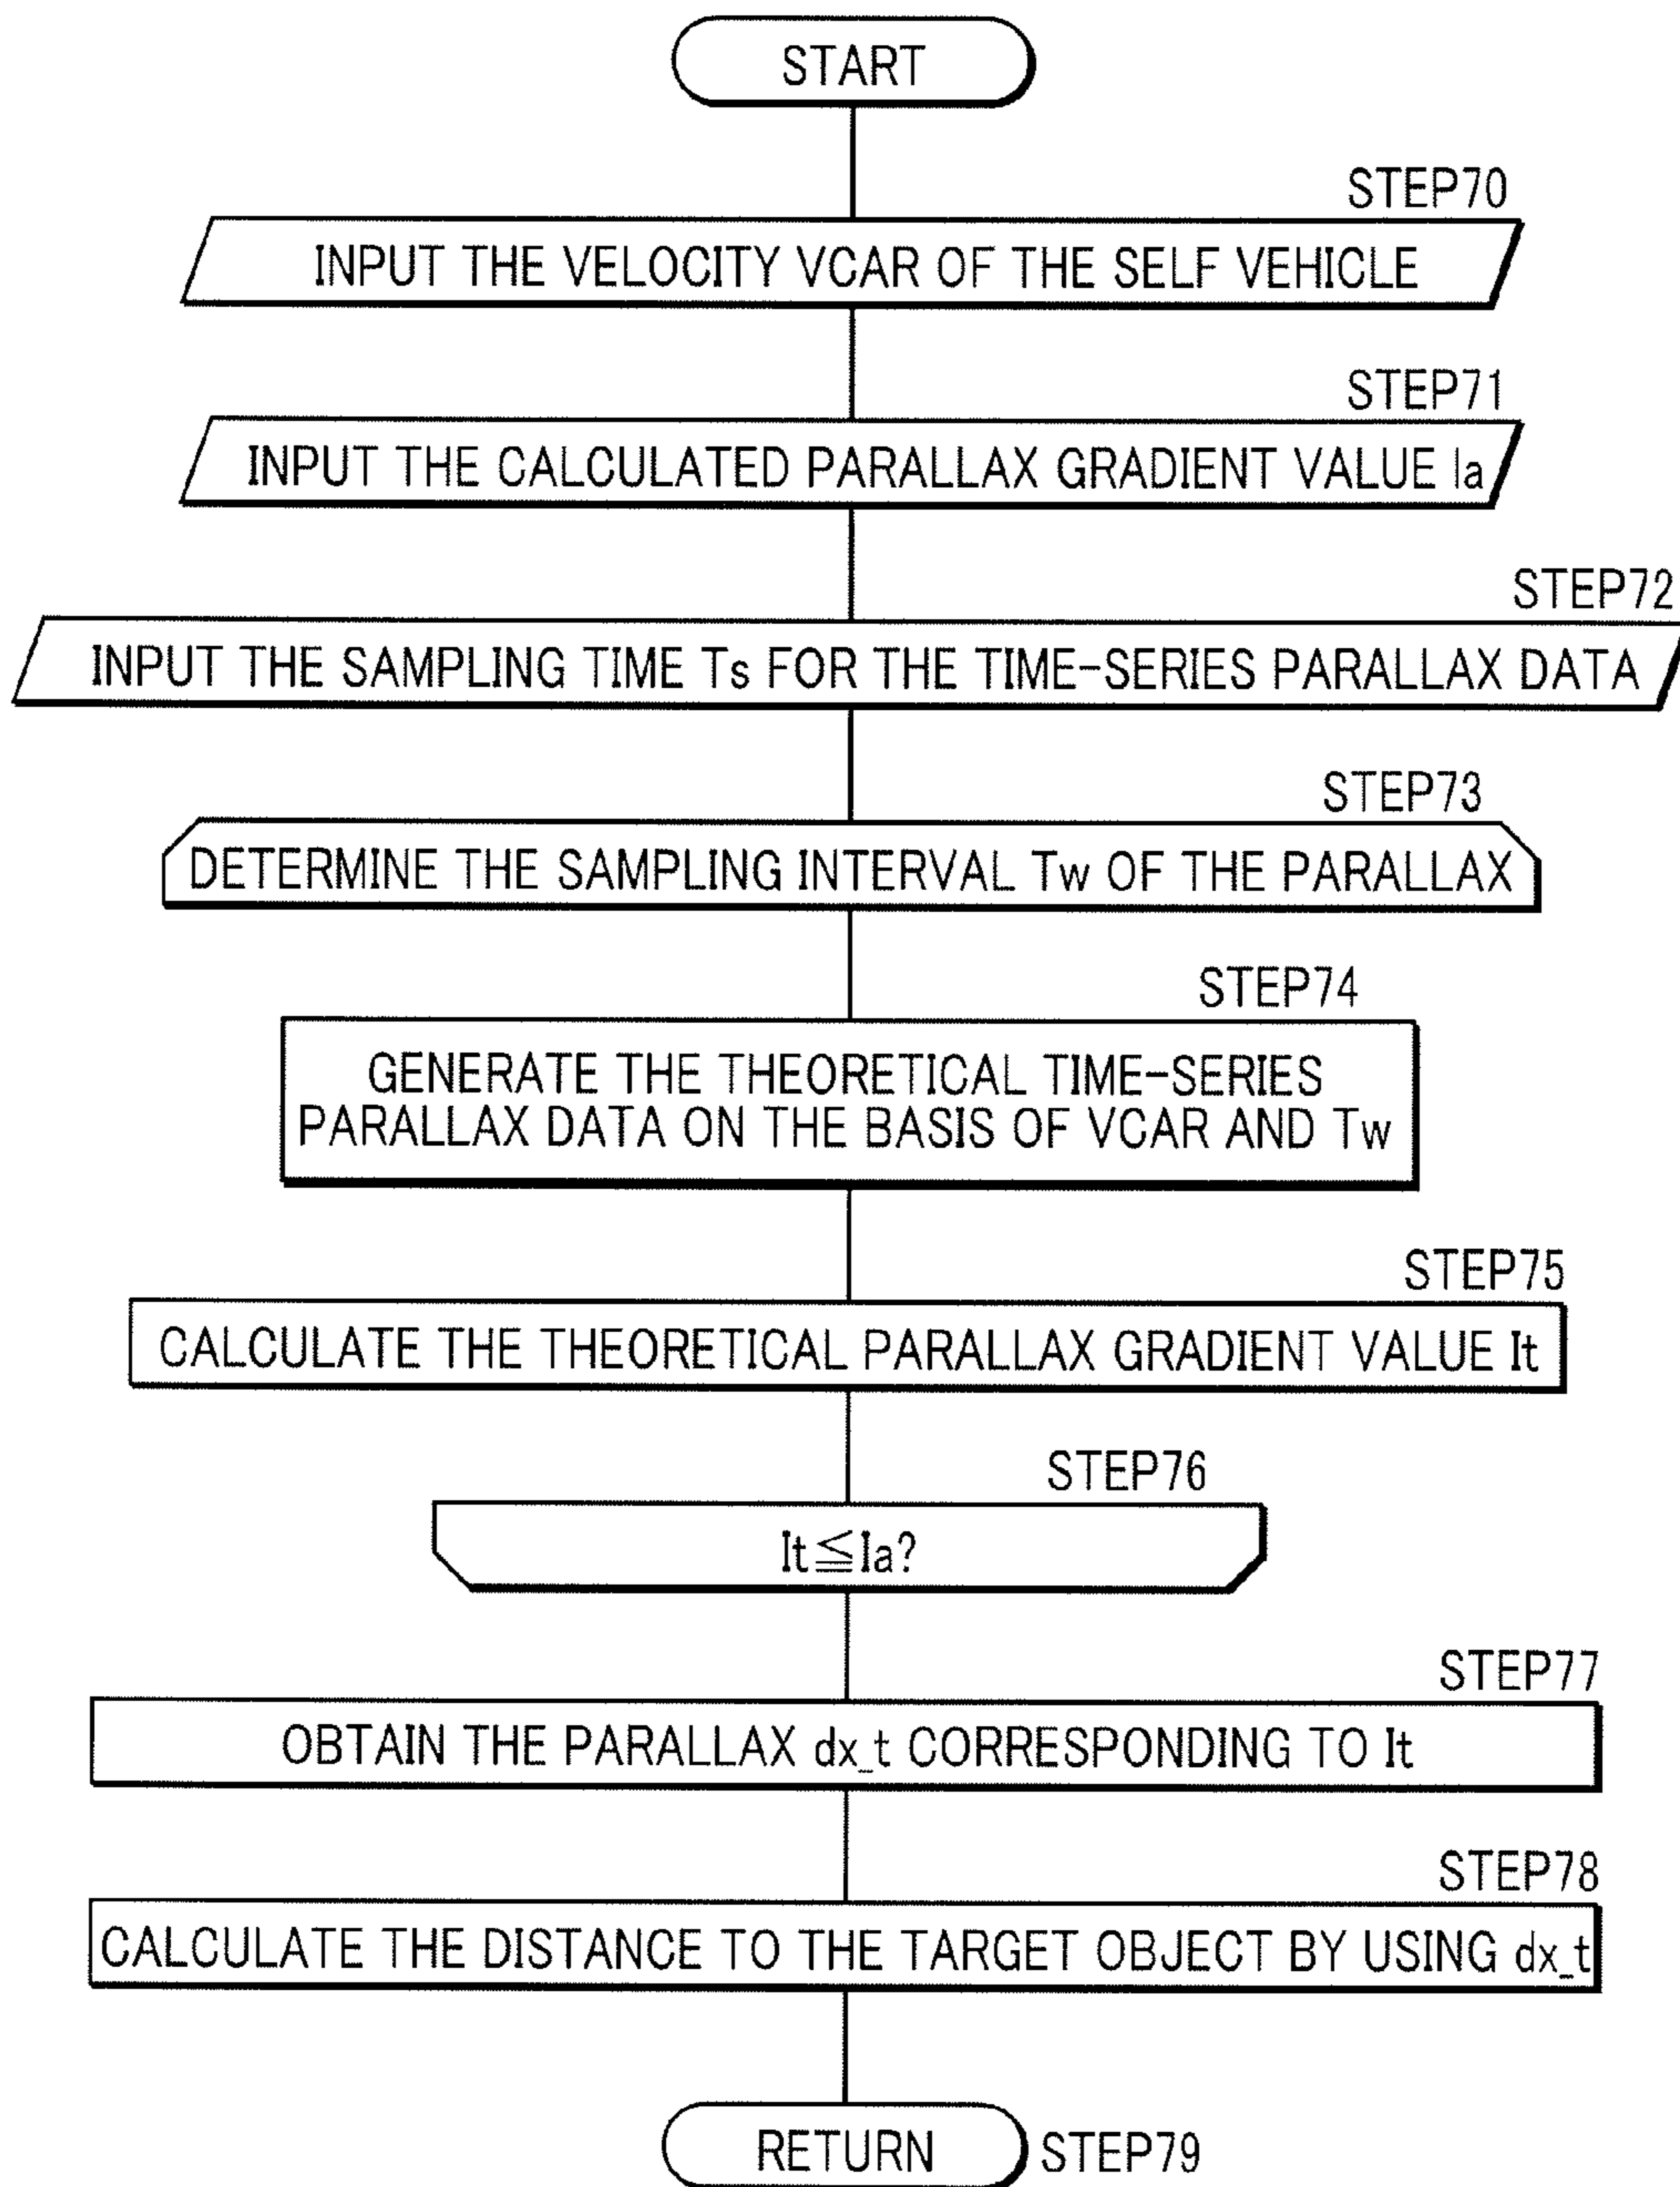 START
STEP70
INPUT THE VELOCITY VCAR OF THE SELF VEHICLE
STEP71
INPUT THE CALCULATED PARALLAX GRADIENT VALUE Ia
STEP72
INPUT THE SAMPLING TIME Ts FOR THE TIME-SERIES PARALLAX DATA
STEP73
DETERMINE THE SAMPLING INTERVAL Tw OF THE PARALLAX
STEP74
GENERATE THE THEORETICAL TIME-SERIES
PARALLAX DATA ON THE BASIS OF VCAR AND Tw
STEP75
CALCULATE THE THEORETICAL PARALLAX GRADIENT VALUE It
STEP76
It≦Ia?
STEP77
OBTAIN THE PARALLAX dx_t CORRESPONDING TO It
STEP78
CALCULATE THE DISTANCE TO THE TARGET OBJECT BY USING dx_t
RETURN STEP79